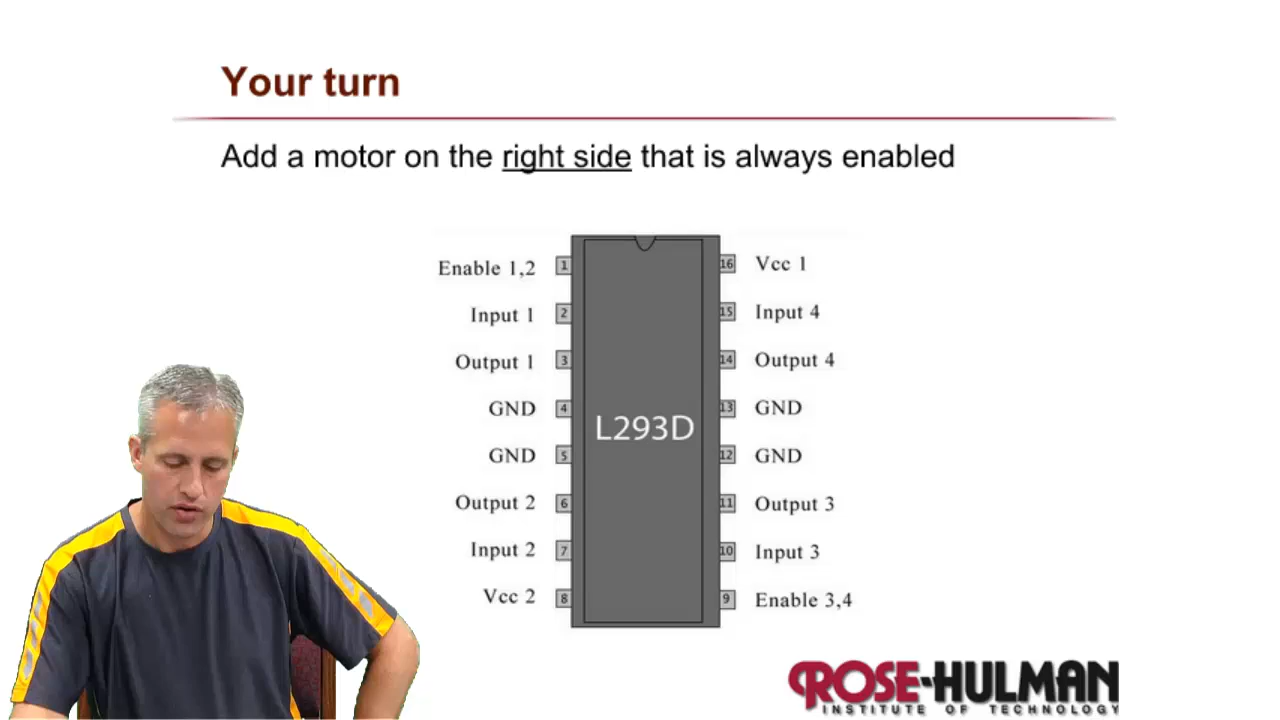 Your turn
Add a motor on the right side that is always enabled
Enable 1,2 1 16 Vcc 1
Input 1 2 15 Input 4
Output 1 3 14 Output 4
GND 4 13 GND
L293D
GND 5 12 GND
Output 2 6 11 Output 3
Input 2 7 10 Input 3
Vcc 2 8 9 Enable 3,4
ROSE-HULMAN
INSTITUTE OF TECHNOLOGY